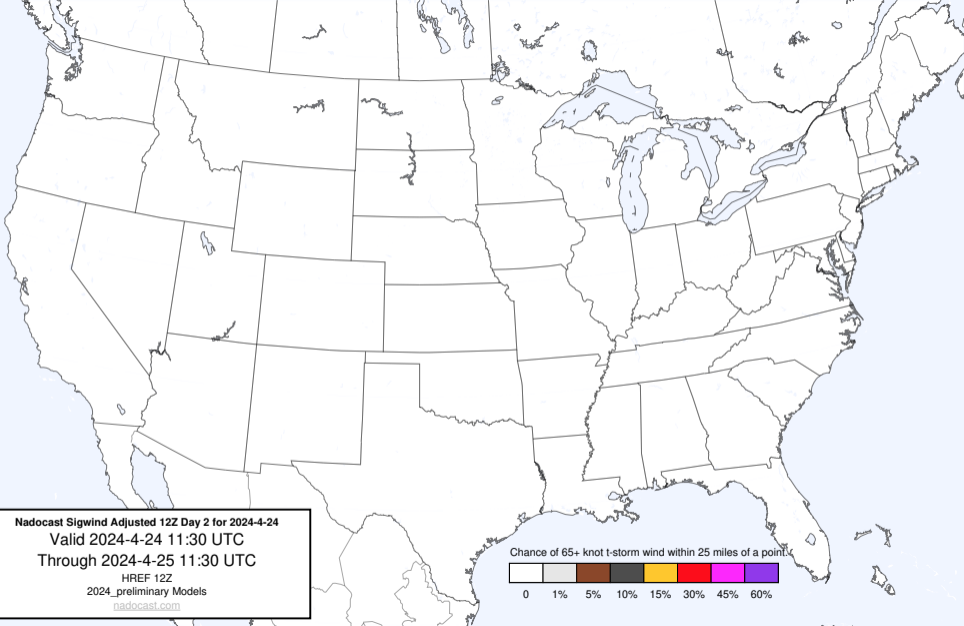 Nadocast Sigwind Adjusted 12Z Day 2 for 2024-4-24
Valid 2024-4-24 11:30 UTC
Through 2024-4-25 11:30 UTC
HREF 12Z
2024_preliminary Models
nadocast.com
Chance of 65+ knot t-storm wind within 25 miles of a point.
0 1% 5% 10% 15% 30% 45% 60%